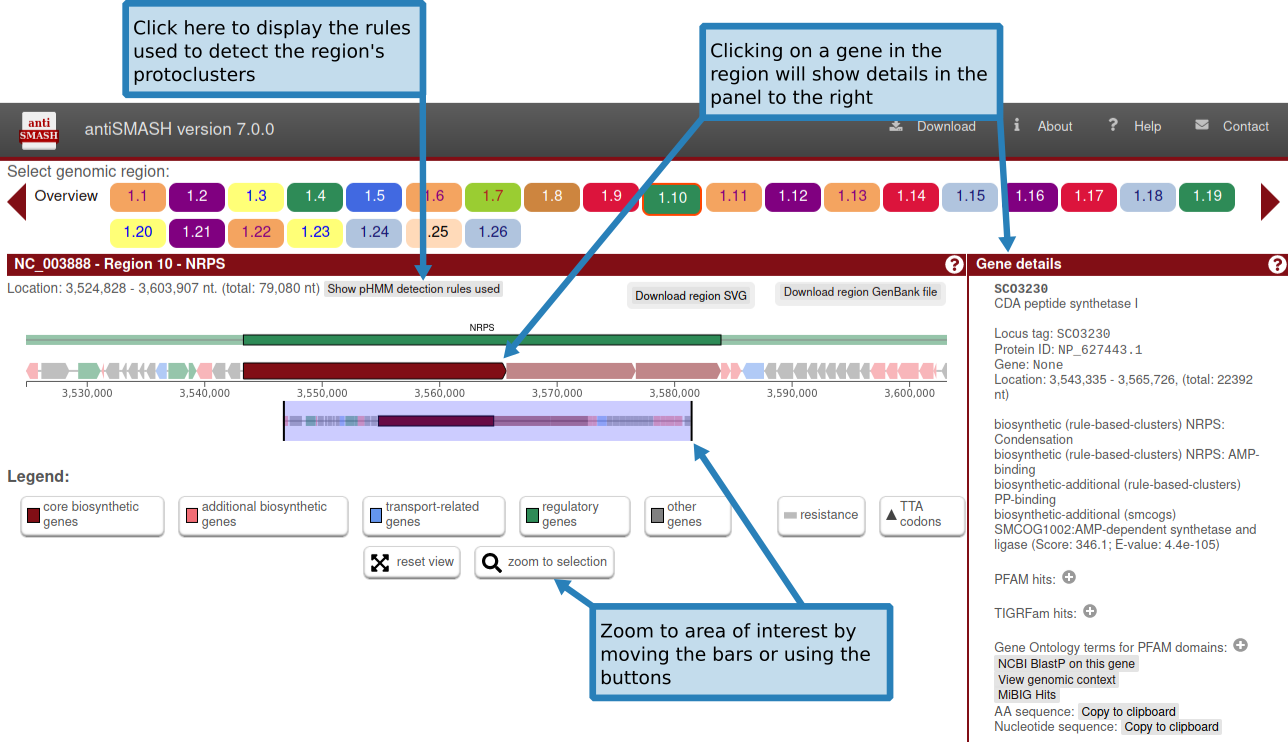 Click here to display the rules
used to detect the region's
protoclusters
Clicking on a gene in the
region will show details in the
panel to the right
anti
SMASH
antiSMASH version 7.0.0
Download
About
Help
Contact
Select genomic region:
Overview
1.1
1.2
1.3
1.4
1.5
1.6
1.7
1.8
1.9
1.10
1.11
1.12
1.13
1.14
1.15
1.16
1.17
1.18
1.19
1.20
1.21
1.22
1.23
1.24
.25
1.26
NC_003888 - Region 10 - NRPS
?
Location: 3,524,828 - 3,603,907 nt. (total: 79,080 nt)
Show pHMM detection rules used
Download region SVG
Download region GenBank file
NRPS
3,530,000
3,540,000
3,550,000
3,560,000
3,570,000
3,580,000
3,590,000
3,600,000
Legend:
core biosynthetic
genes
additional biosynthetic
genes
transport-related
genes
regulatory
genes
other
genes
resistance
TTA
codons
reset view
zoom to selection
Zoom to area of interest by
moving the bars or using the
buttons
Gene details
?
SCO3230
CDA peptide synthetase I
Locus tag: SCO3230
Protein ID: NP_627443.1
Gene: None
Location: 3,543,335 - 3,565,726, (total: 22392
nt)
biosynthetic (rule-based-clusters) NRPS:
Condensation
biosynthetic (rule-based-clusters) NRPS: AMP-
binding
biosynthetic-additional (rule-based-clusters)
PP-binding
biosynthetic-additional (smcogs)
SMCOG1002:AMP-dependent synthetase and
ligase (Score: 346.1; E-value: 4.4e-105)
PFAM hits:
TIGRFam hits:
Gene Ontology terms for PFAM domains:
NCBI BlastP on this gene
View genomic context
MiBIG Hits
AA sequence: Copy to clipboard
Nucleotide sequence: Copy to clipboard